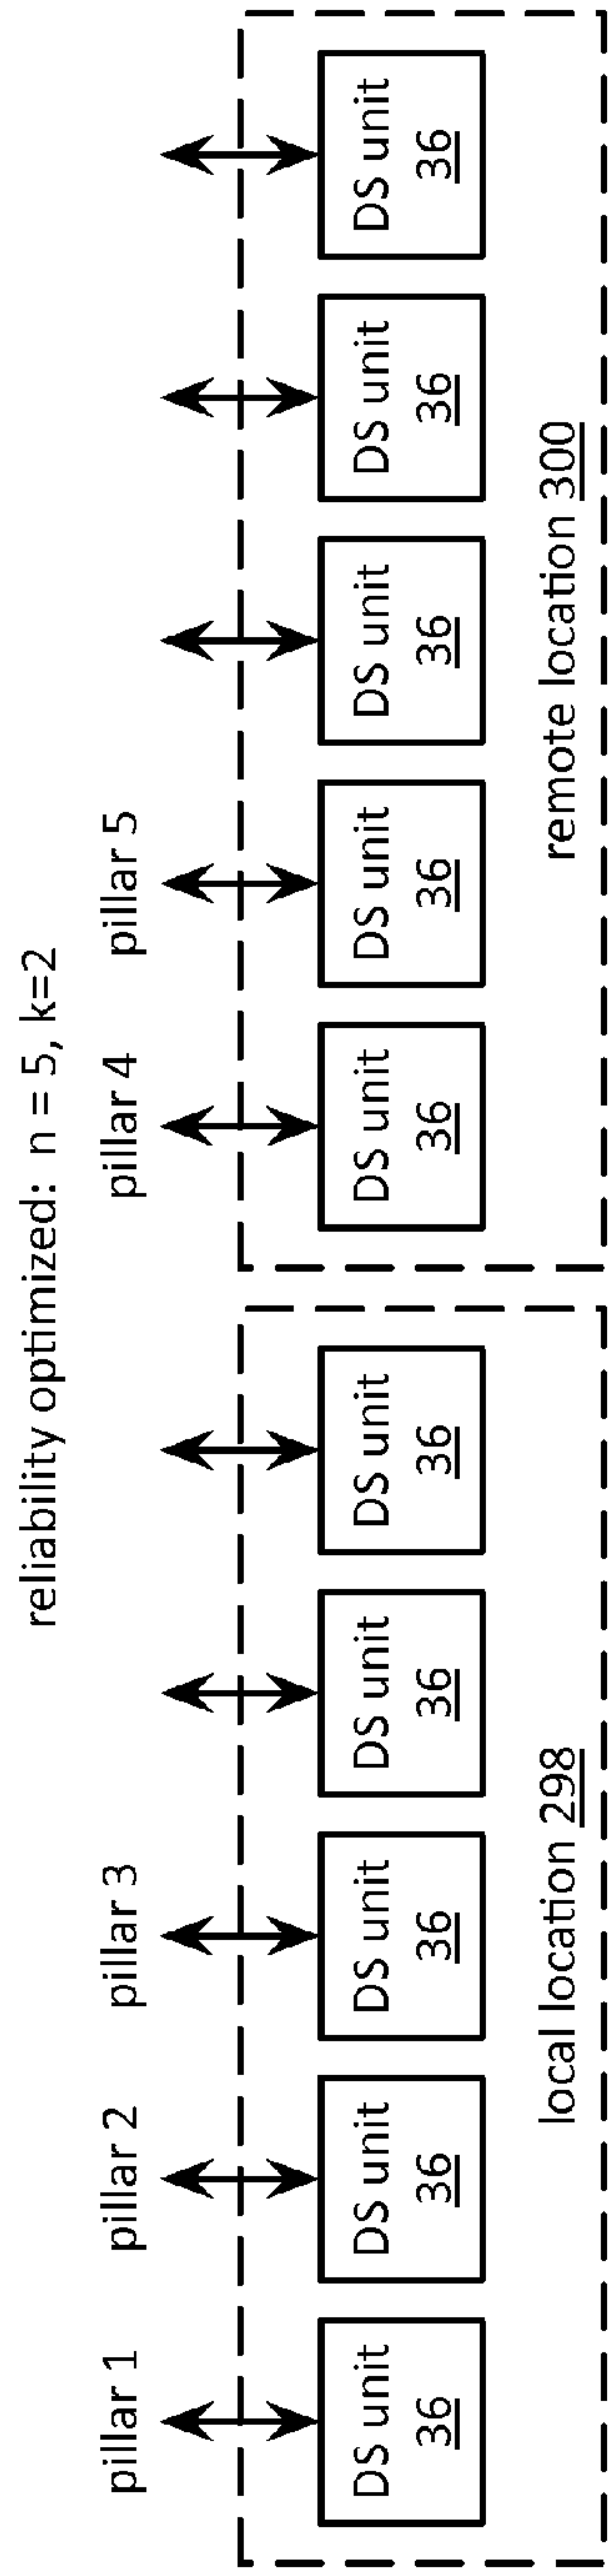 reliability optimized: n = 5, k=2
pillar 1
pillar 2
pillar 3
pillar 4
pillar 5
DS unit
36
DS unit
36
DS unit
36
DS unit
36
DS unit
36
DS unit
36
DS unit
36
DS unit
36
DS unit
36
DS unit
36
local location 298
remote location 300